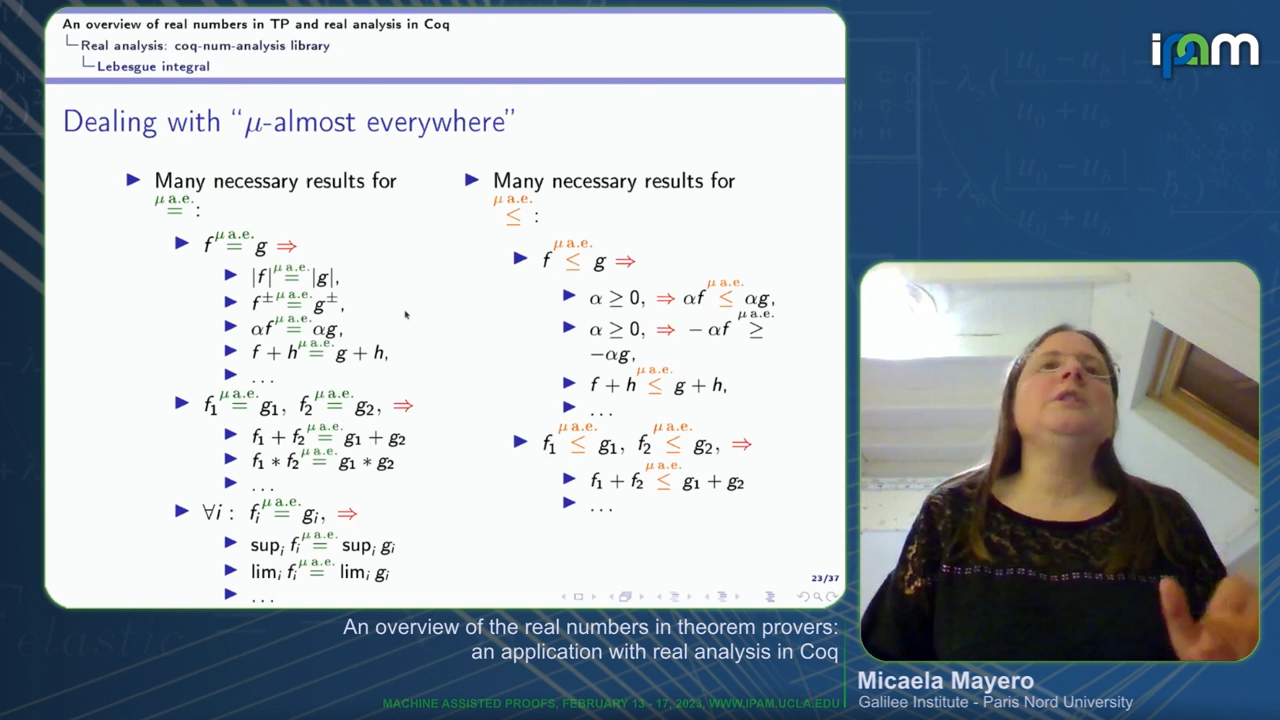 An overview of real numbers in TP and real analysis in Coq
Real analysis: coq-num-analysis library
Lebesgue integral
Dealing with “μ-almost everywhere”
▶ Many necessary results for
μ a.e.
= :
▶ f μ a.e. = g ⇒
▶ |f| μ a.e. = |g|,
▶ f± μ a.e. = g±,
▶ αf μ a.e. = αg,
▶ f + h μ a.e. = g + h,
▶ ...
▶ f₁ μ a.e. = g₁, f₂ μ a.e. = g₂, ⇒
▶ f₁ + f₂ μ a.e. = g₁ + g₂
▶ f₁ ∗ f₂ μ a.e. = g₁ ∗ g₂
▶ ...
▶ ∀i : fᵢ μ a.e. = gᵢ, ⇒
▶ supᵢ fᵢ μ a.e. = supᵢ gᵢ
▶ limᵢ fᵢ μ a.e. = limᵢ gᵢ
▶ ...
▶ Many necessary results for
μ a.e.
≤ :
▶ f μ a.e. ≤ g ⇒
▶ α ≥ 0, ⇒ αf μ a.e. ≤ αg,
▶ α ≥ 0, ⇒ −αf μ a.e. ≥
−αg,
▶ f + h μ a.e. ≤ g + h,
▶ ...
▶ f₁ μ a.e. ≤ g₁, f₂ μ a.e. ≤ g₂, ⇒
▶ f₁ + f₂ μ a.e. ≤ g₁ + g₂
▶ ...
23/37
ipam
An overview of the real numbers in theorem provers:
an application with real analysis in Coq
MACHINE ASSISTED PROOFS, FEBRUARY 13 - 17, 2023, WWW.IPAM.UCLA.EDU
Micaela Mayero
Galilee Institute - Paris Nord University
elastic